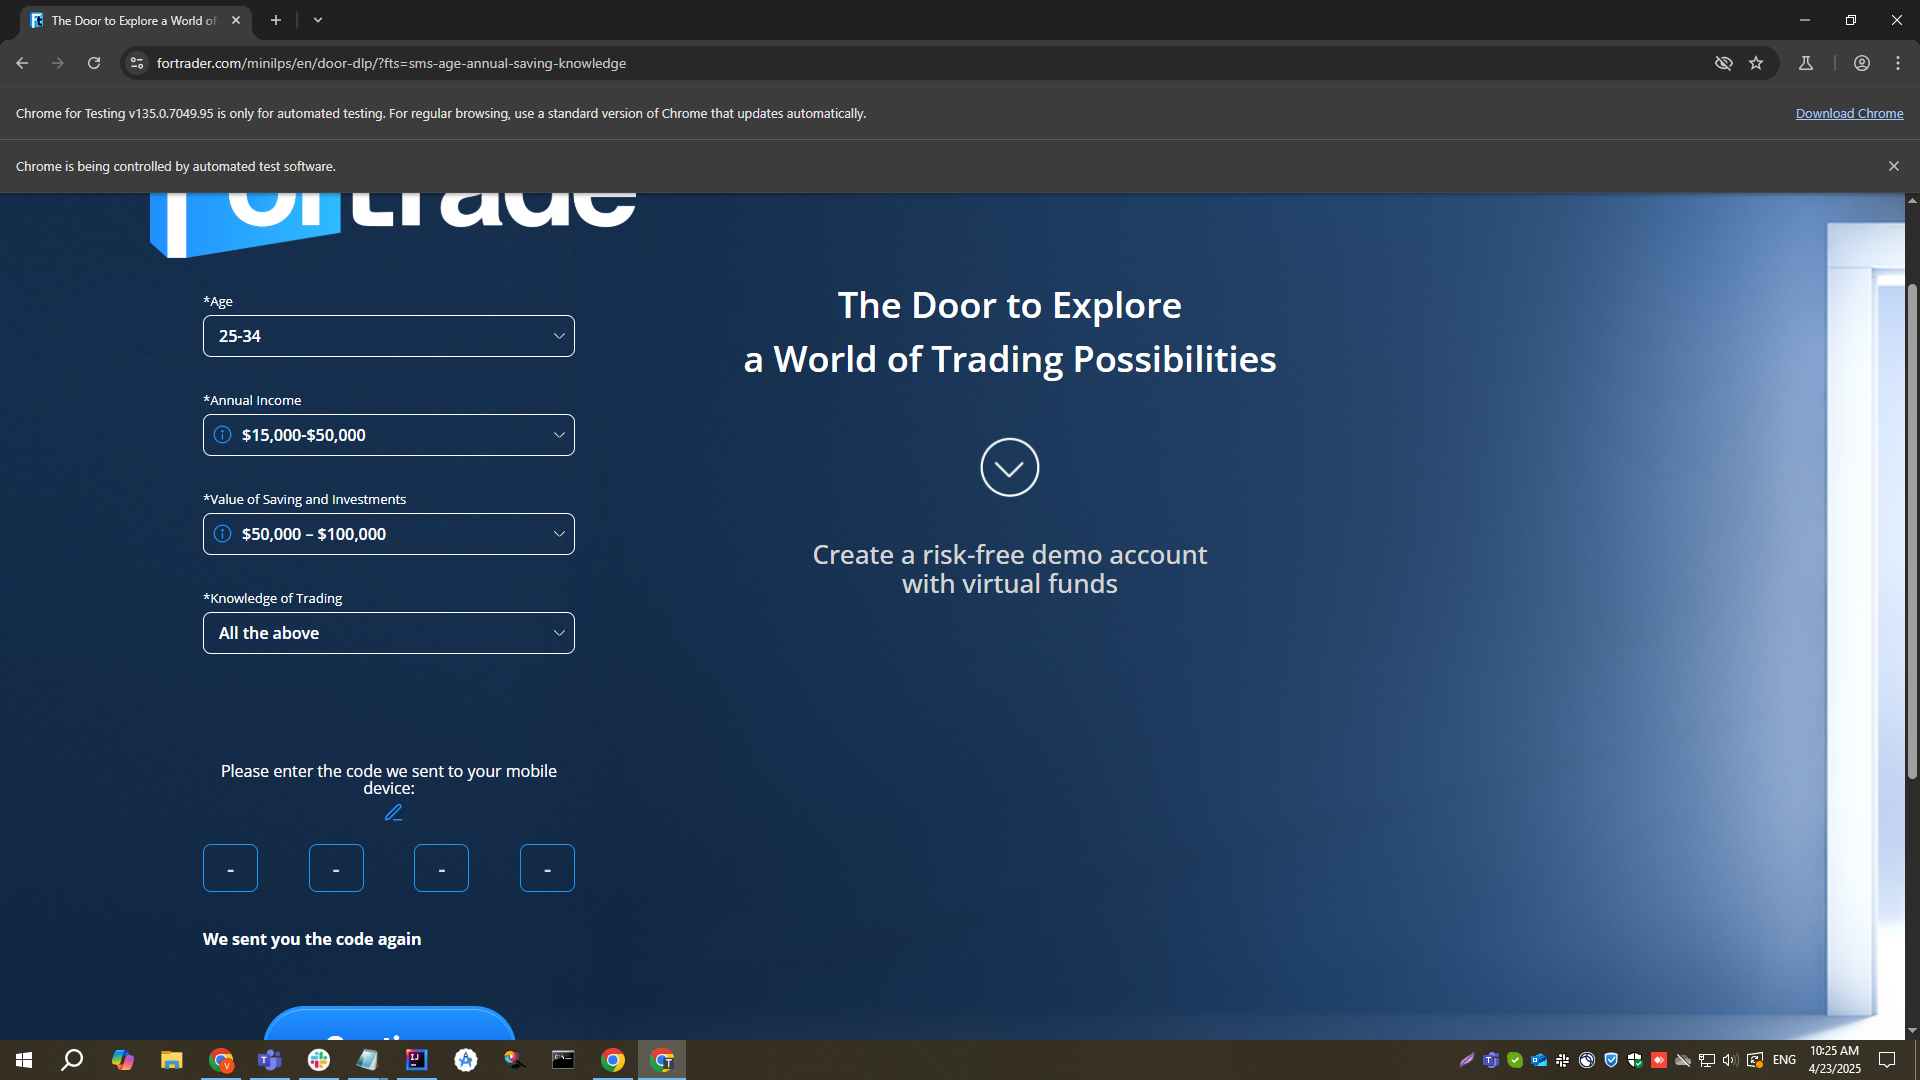 The Door to Explore a World of
fortrader.com/minilps/en/door-dlp/?fts=sms-age-annual-saving-knowledge
Chrome for Testing v135.0.7049.95 is only for automated testing. For regular browsing, use a standard version of Chrome that updates automatically.
Download Chrome
Chrome is being controlled by automated test software.
Fortrade
*Age
25-34
*Annual Income
$15,000-$50,000
*Value of Saving and Investments
$50,000 – $100,000
*Knowledge of Trading
All the above
Please enter the code we sent to your mobile
device:
- - - -
We sent you the code again
The Door to Explore
a World of Trading Possibilities
Create a risk-free demo account
with virtual funds
ENG
10:25 AM
4/23/2025